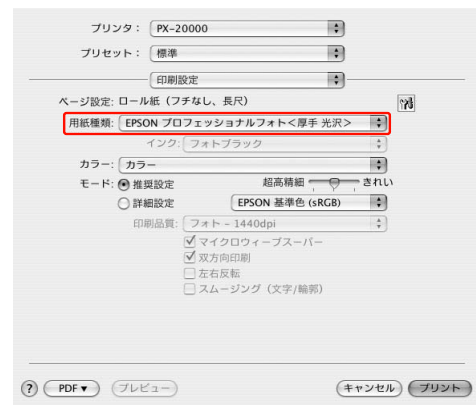 プリンタ： PX-20000
プリセット： 標準
印刷設定
ページ設定: ロール紙（フチなし、長尺）
用紙種類: EPSON プロフェッショナルフォト＜厚手 光沢＞
インク: フォトブラック
カラー: カラー
モード: 推奨設定 超高精細 きれい
詳細設定 EPSON 基準色 (sRGB)
印刷品質: フォト - 1440dpi
マイクロウィーブスーパー
双方向印刷
左右反転
スムージング（文字/輪郭）
? PDF▼ プレビュー キャンセル プリント